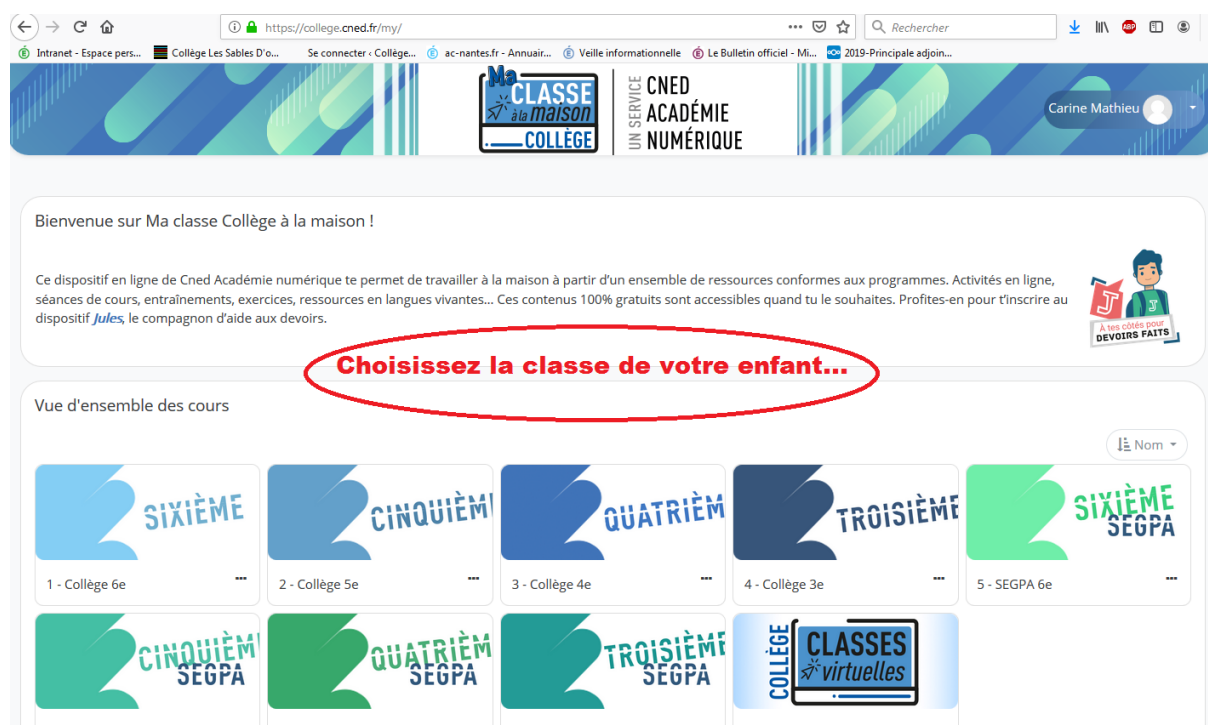 https://college.cned.fr/my/
Rechercher
Intranet - Espace pers... Collège Les Sables D'o... Se connecter ‹ Collège... ac-nantes.fr - Annuair... Veille informationnelle Le Bulletin officiel - Mi... 2019-Principale adjoin...
Ma
CLASSE
à la maison
COLLÈGE
UN SERVICE
CNED
ACADÉMIE
NUMÉRIQUE
Carine Mathieu
Bienvenue sur Ma classe Collège à la maison !
Ce dispositif en ligne de Cned Académie numérique te permet de travailler à la maison à partir d'un ensemble de ressources conformes aux programmes. Activités en ligne,
séances de cours, entraînements, exercices, ressources en langues vivantes... Ces contenus 100% gratuits sont accessibles quand tu le souhaites. Profites-en pour t'inscrire au
dispositif Jules, le compagnon d'aide aux devoirs.
J J
À tes côtés pour
DEVOIRS FAITS
Choisissez la classe de votre enfant...
Vue d'ensemble des cours
Nom
SIXIÈME
CINQUIÈM
QUATRIÈM
TROISIÈME
SIXIÈME
SEGPA
1 - Collège 6e
2 - Collège 5e
3 - Collège 4e
4 - Collège 3e
5 - SEGPA 6e
CINQUIÈM
SEGPA
QUATRIÈM
SEGPA
TROISIÈME
SEGPA
COLLÈGE
CLASSES
virtuelles
ABP